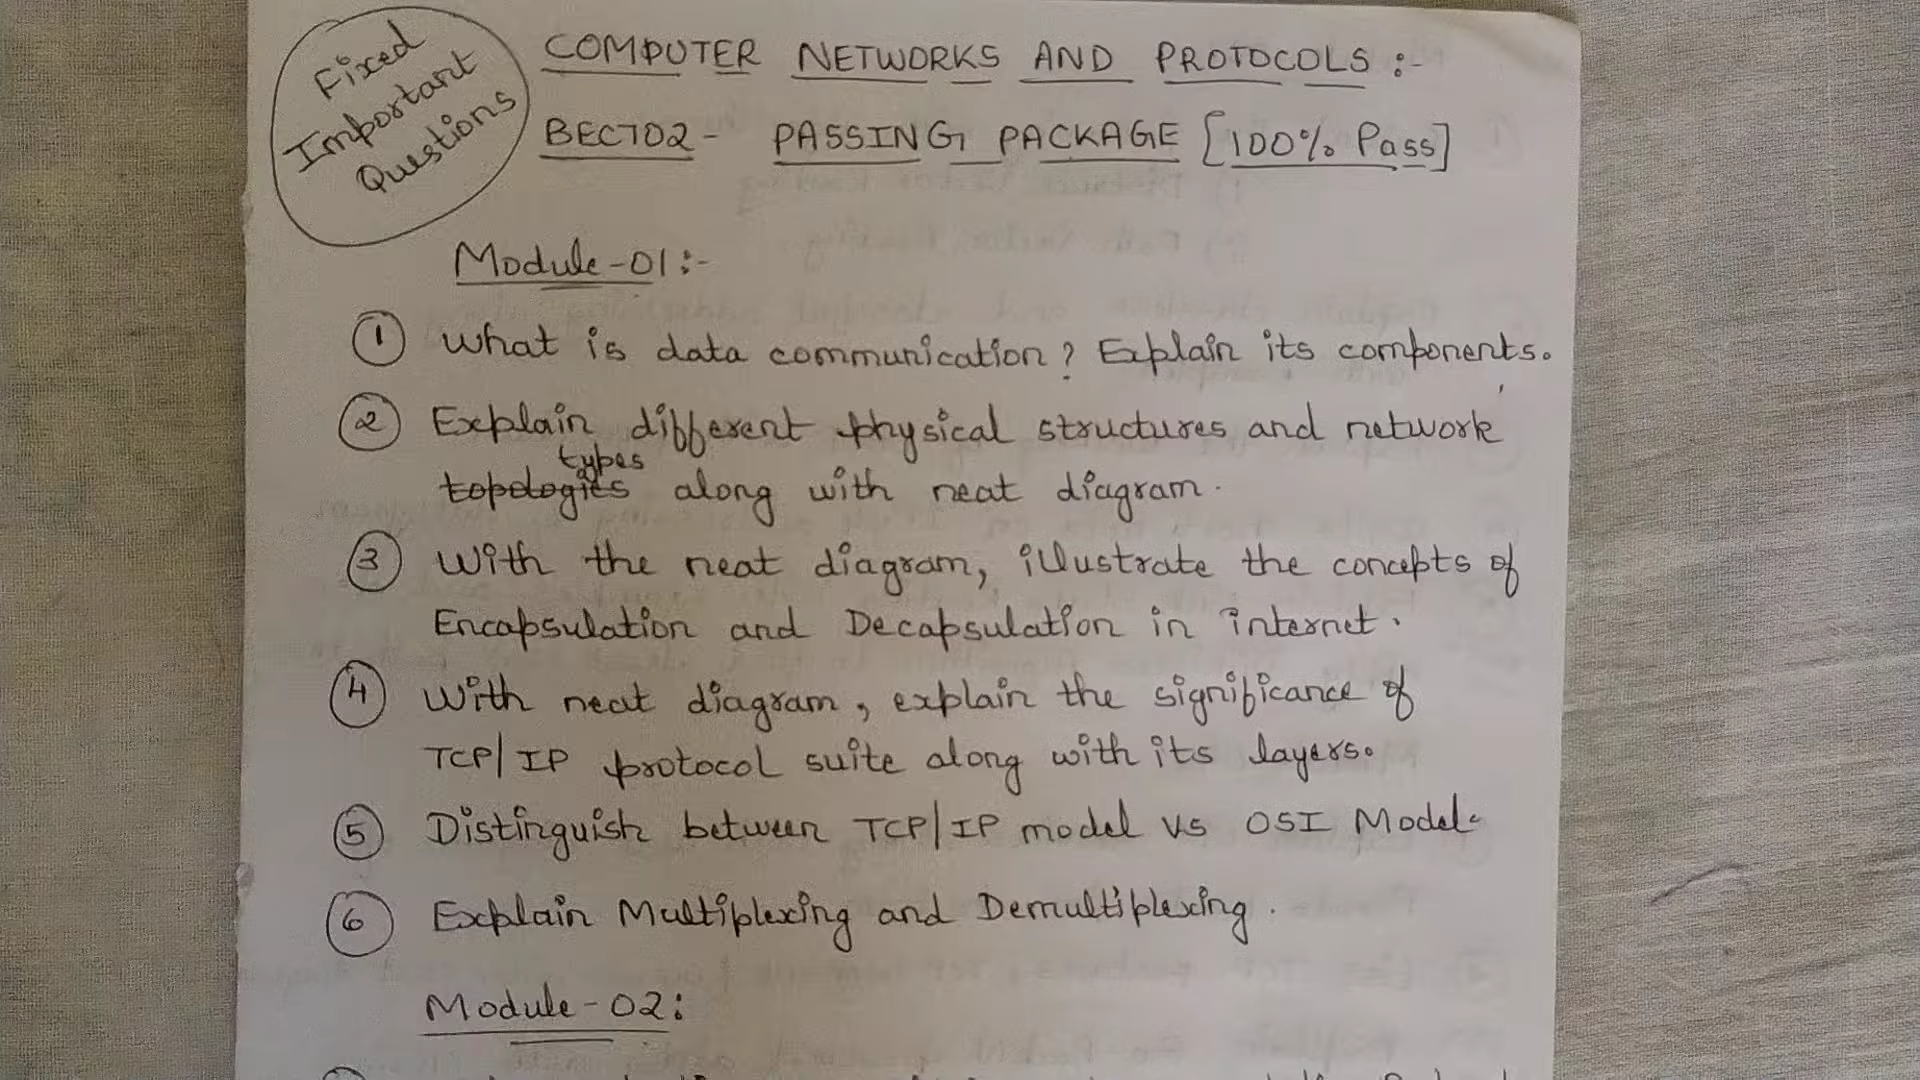 Fixed
Important
Questions
COMPUTER NETWORKS AND PROTOCOLS :-
BEC702 - PASSING PACKAGE [100% Pass]
Module-01:-
1 What is data communication? Explain its components.
2 Explain different physical structures and network
types
topologies along with neat diagram.
3 With the neat diagram, illustrate the concepts of
Encapsulation and Decapsulation in internet.
4 With neat diagram, explain the significance of
TCP/IP protocol suite along with its layers.
5 Distinguish between TCP/IP model vs OSI Model.
6 Explain Multiplexing and Demultiplexing.
Module-02: